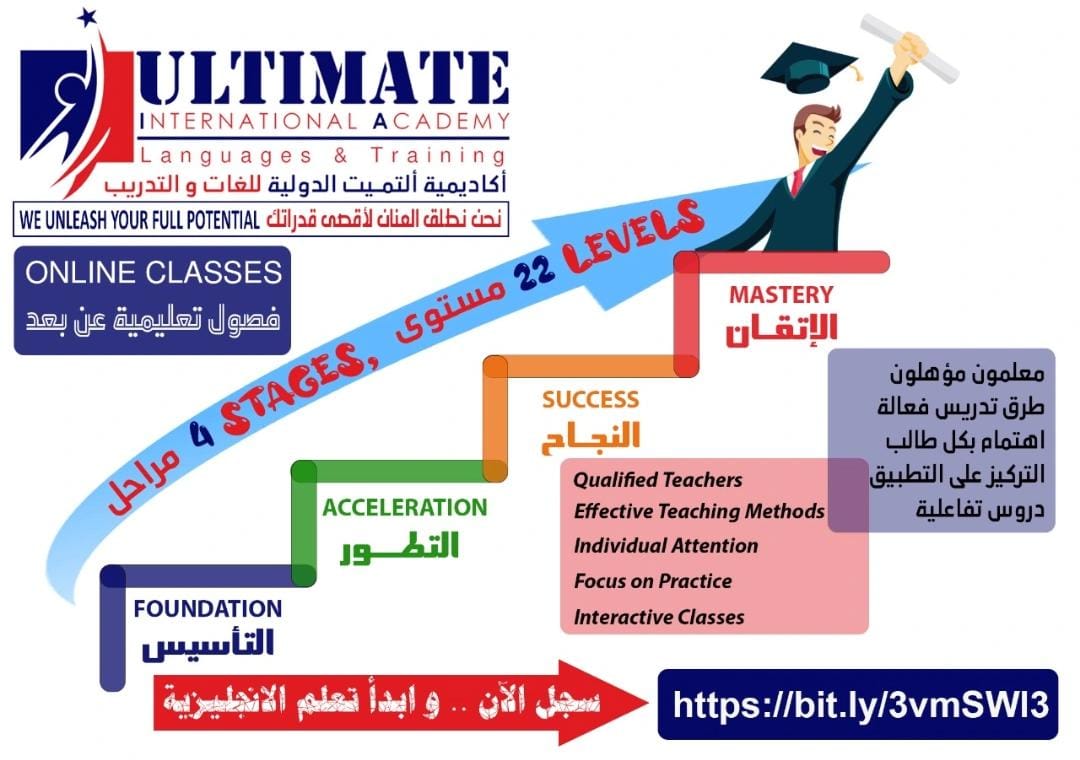 ULTIMATE
INTERNATIONAL ACADEMY
Languages & Training
أكاديمية ألتميت الدولية للغات و التدريب
WE UNLEASH YOUR FULL POTENTIAL نحن نطلق العنان لأقصى قدراتك
ONLINE CLASSES
فصول تعليمية عن بعد
4 STAGES, مراحل
22 LEVELS مستوى
MASTERY
الإتقان
SUCCESS
النجاح
ACCELERATION
التطـــور
FOUNDATION
التأسيس
معلمون مؤهلون
طرق تدريس فعالة
اهتمام بكل طالب
التركيز على التطبيق
دروس تفاعلية
Qualified Teachers
Effective Teaching Methods
Individual Attention
Focus on Practice
Interactive Classes
سجل الآن .. و ابدأ تعلم الانجليزية
https://bit.ly/3vmSWI3